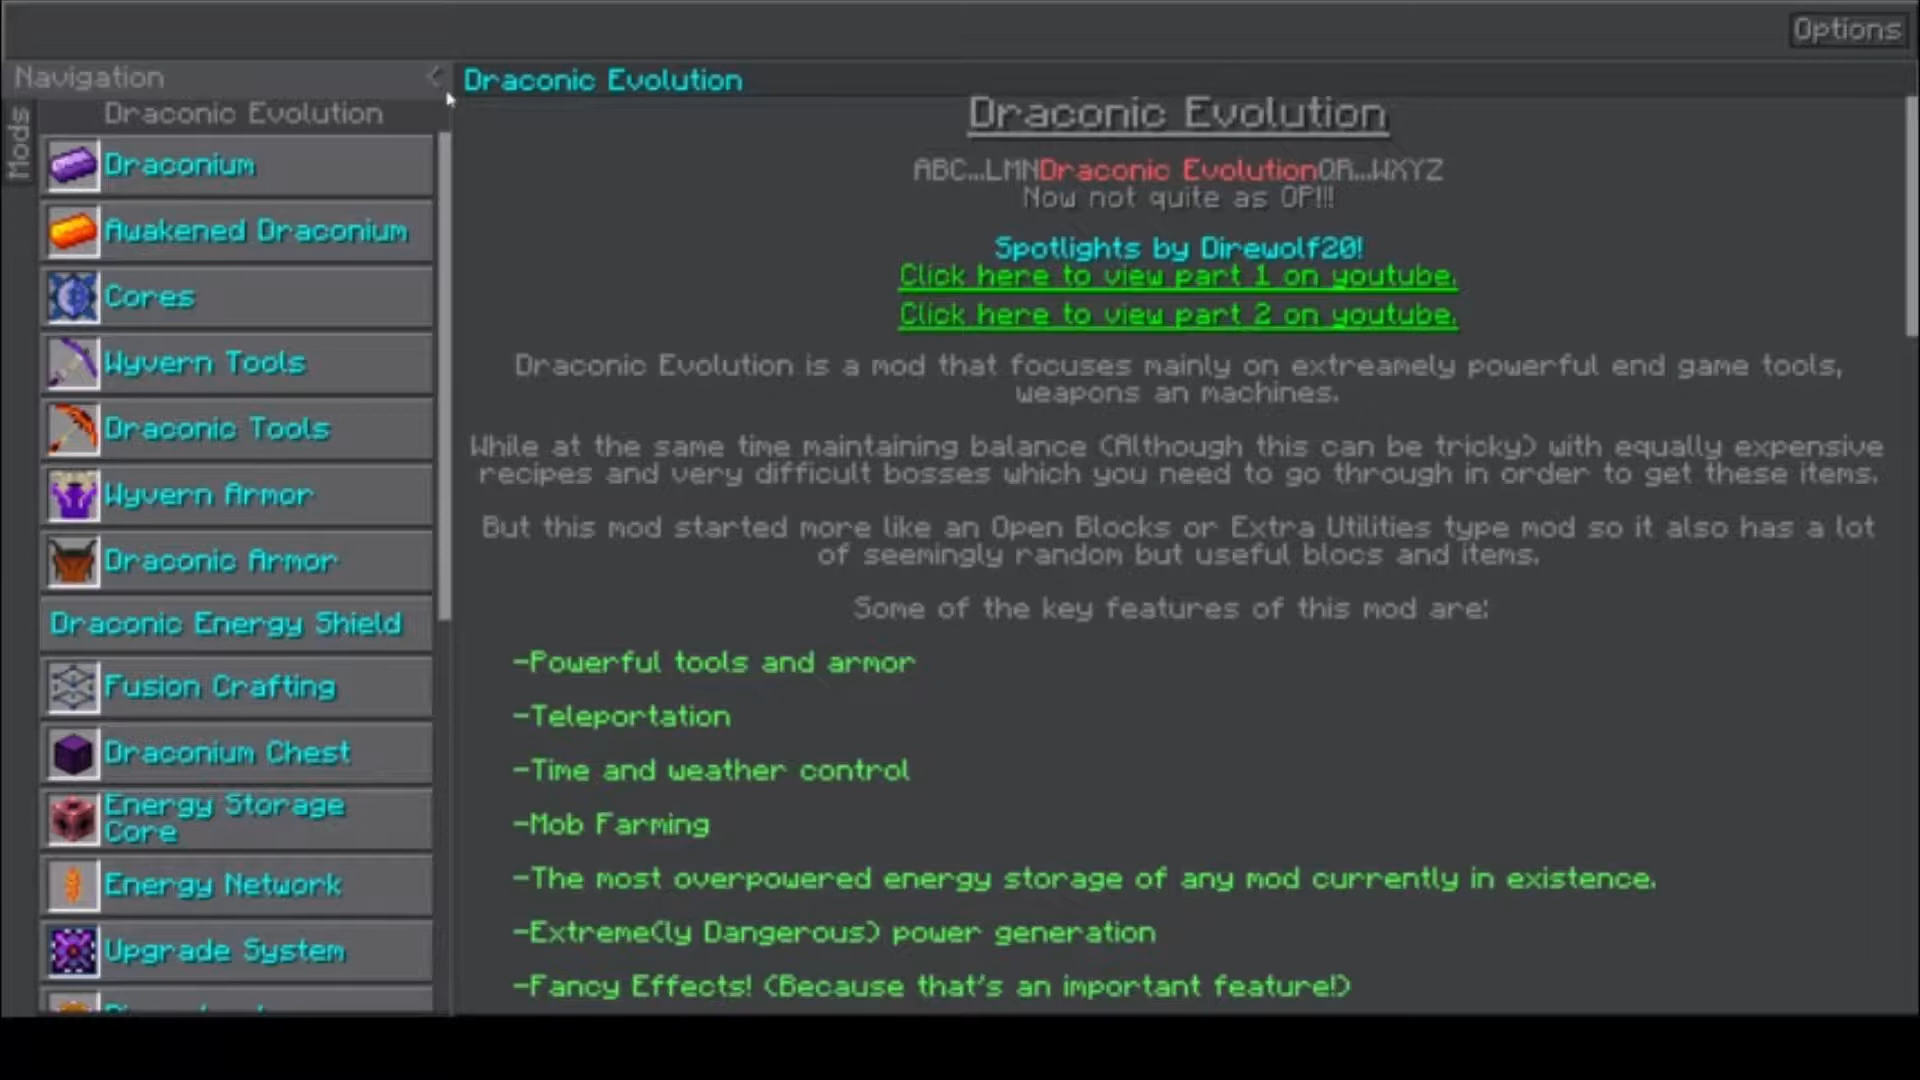 Options
Navigation
Mods
Draconic Evolution
Draconium
Awakened Draconium
Cores
Wyvern Tools
Draconic Tools
Wyvern Armor
Draconic Armor
Draconic Energy Shield
Fusion Crafting
Draconium Chest
Energy Storage
Core
Energy Network
Upgrade System
Draconic Evolution
Draconic Evolution
ABC...LMNDraconic EvolutionQR...WXYZ
Now not quite as OP!!!
Spotlights by Direwolf20!
Click here to view part 1 on youtube.
Click here to view part 2 on youtube.
Draconic Evolution is a mod that focuses mainly on extreamely powerful end game tools,
weapons an machines.
While at the same time maintaining balance (Although this can be tricky) with equally expensive
recipes and very difficult bosses which you need to go through in order to get these items.
But this mod started more like an Open Blocks or Extra Utilities type mod so it also has a lot
of seemingly random but useful blocs and items.
Some of the key features of this mod are:
-Powerful tools and armor
-Teleportation
-Time and weather control
-Mob Farming
-The most overpowered energy storage of any mod currently in existence.
-Extreme(ly Dangerous) power generation
-Fancy Effects! (Because that's an important feature!)